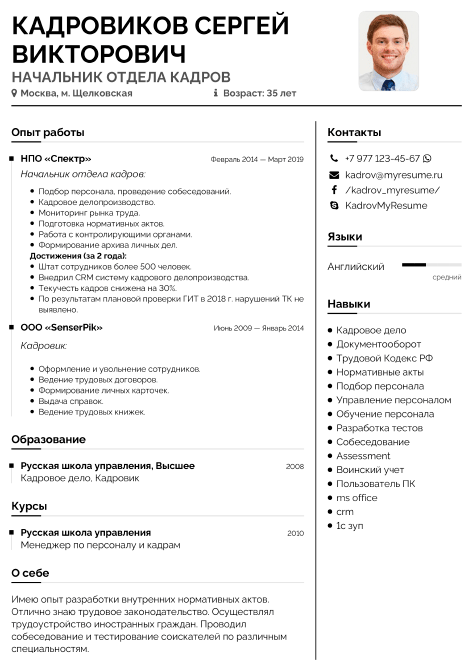 КАДРОВИКОВ СЕРГЕЙ
ВИКТОРОВИЧ
НАЧАЛЬНИК ОТДЕЛА КАДРОВ
Москва, м. Щелковская
Возраст: 35 лет
Опыт работы
НПО «Спектр»
Февраль 2014 — Март 2019
Начальник отдела кадров:
Подбор персонала, проведение собеседований.
Кадровое делопроизводство.
Мониторинг рынка труда.
Подготовка нормативных актов.
Работа с контролирующими органами.
Формирование архива личных дел.
Достижения (за 2 года):
Штат сотрудников более 500 человек.
Внедрил CRM систему кадрового делопроизводства.
Текучесть кадров снижена на 30%.
По результатам плановой проверки ГИТ в 2018 г. нарушений ТК не
выявлено.
ООО «SenserPik»
Июнь 2009 — Январь 2014
Кадровик:
Оформление и увольнение сотрудников.
Ведение трудовых договоров.
Формирование личных карточек.
Выдача справок.
Ведение трудовых книжек.
Образование
Русская школа управления, Высшее
2008
Кадровое дело, Кадровик
Курсы
Русская школа управления
2010
Менеджер по персоналу и кадрам
О себе
Имею опыт разработки внутренних нормативных актов.
Отлично знаю трудовое законодательство. Осуществлял
трудоустройство иностранных граждан. Проводил
собеседование и тестирование соискателей по различным
специальностям.
Контакты
+7 977 123-45-67
kadrov@myresume.ru
/kadrov_myresume/
KadrovMyResume
Языки
Английский
средний
Навыки
Кадровое дело
Документооборот
Трудовой Кодекс РФ
Нормативные акты
Подбор персонала
Управление персоналом
Обучение персонала
Разработка тестов
Собеседование
Assessment
Воинский учет
Пользователь ПК
ms office
crm
1с зуп